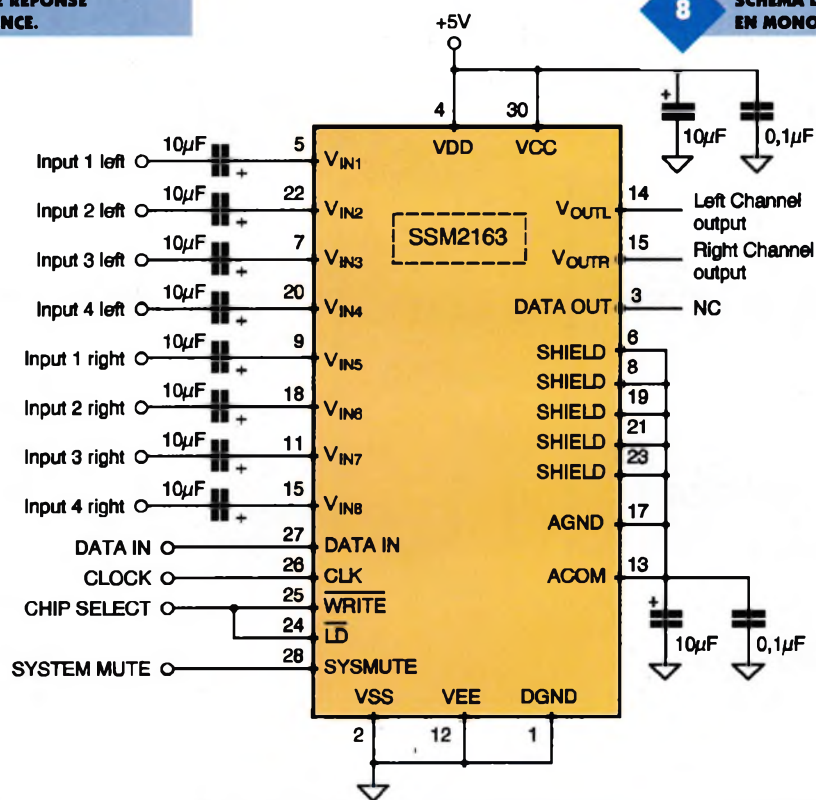 E RÉPONSE
NCE.
8
SCHÉMA D
EN MONO
+5V
4
30
10µF
0,1µF
VDD
VCC
SSM2163
Input 1 left
10µF
+
5
VIN1
Input 2 left
10µF
+
22
VIN2
Input 3 left
10µF
+
7
VIN3
Input 4 left
10µF
+
20
VIN4
Input 1 right
10µF
+
9
VIN5
Input 2 right
10µF
+
18
VIN6
Input 3 right
10µF
+
11
VIN7
Input 4 right
10µF
+
15
VIN8
DATA IN
27
DATA IN
CLOCK
26
CLK
CHIP SELECT
25
WRITE
24
LD
SYSTEM MUTE
28
SYSMUTE
VOUTL
14
Left Channel
output
VOUTR
15
Right Channel
output
DATA OUT
3
NC
SHIELD
6
SHIELD
8
SHIELD
19
SHIELD
21
SHIELD
23
AGND
17
ACOM
13
+
10µF
0,1µF
VSS
VEE
DGND
2
12
1
+